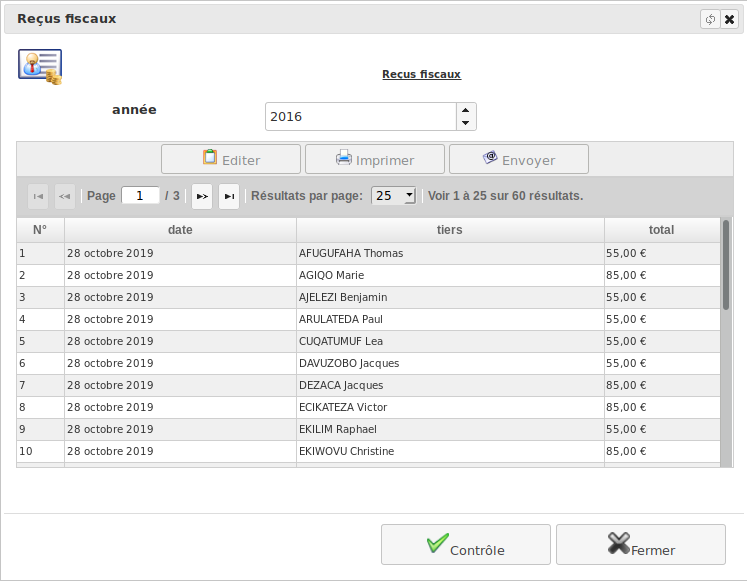 Reçus fiscaux
Reçus fiscaux
année
2016
Editer Imprimer Envoyer
Page 1 / 3 Résultats par page: 25 Voir 1 à 25 sur 60 résultats.
N° date tiers total
1 28 octobre 2019 AFUGUFAHA Thomas 55,00 €
2 28 octobre 2019 AGIQO Marie 85,00 €
3 28 octobre 2019 AJELEZI Benjamin 55,00 €
4 28 octobre 2019 ARULATEDA Paul 55,00 €
5 28 octobre 2019 CUQATUMUF Lea 55,00 €
6 28 octobre 2019 DAVUZOBO Jacques 55,00 €
7 28 octobre 2019 DEZACA Jacques 85,00 €
8 28 octobre 2019 ECIKATEZA Victor 85,00 €
9 28 octobre 2019 EKILIM Raphael 55,00 €
10 28 octobre 2019 EKIWOVU Christine 85,00 €
Contrôle Fermer